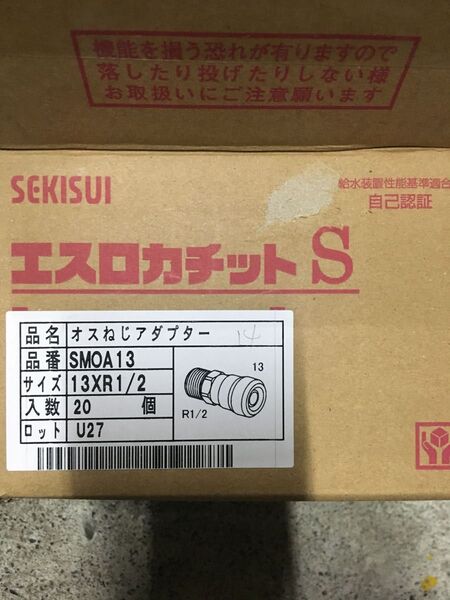 機能を損う恐れが有りますので
落したり投げたりしない様
お取扱いにご注意願います
SEKISUI
給水装置性能基準適合
自己認証
エスロカチットS
品名 オスねじアダプター 14
品番 SMOA13
サイズ 13XR1/2
入数 20 個
ロット U27
13
R1/2